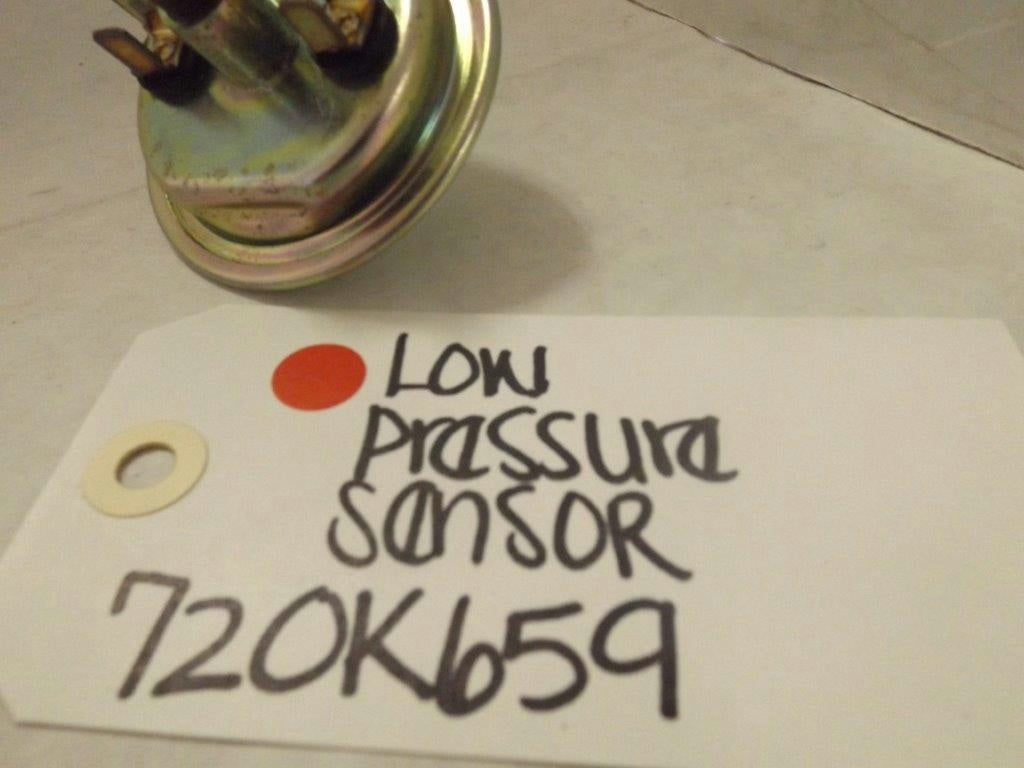 Low
Pressure
Sensor
720K659